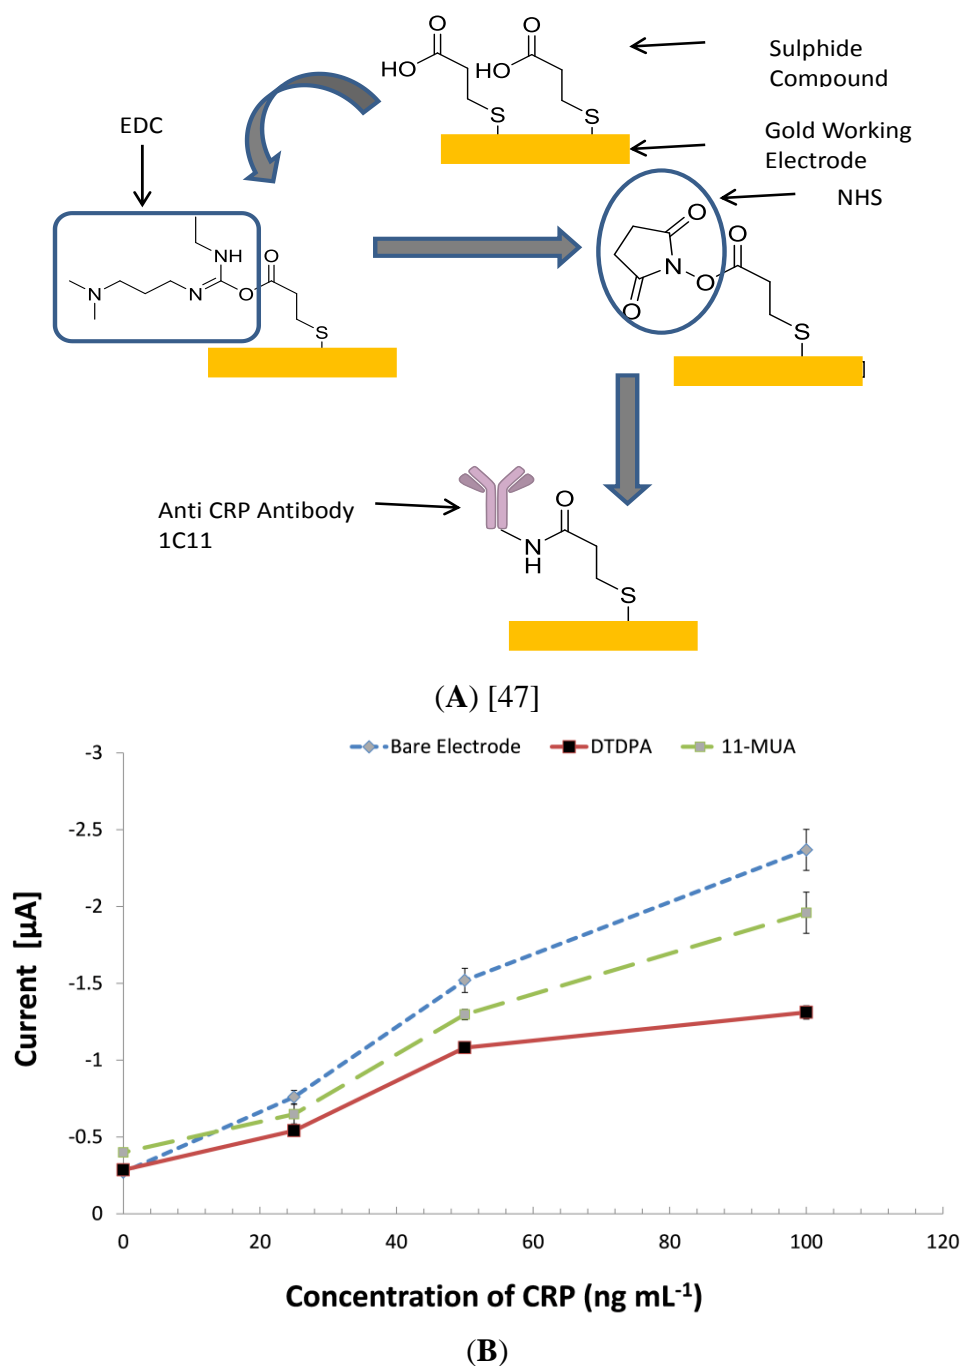 O
HO
O
HO
S
S
Sulphide
Compound
Gold Working
Electrode
NHS
EDC
NH
N
N
O
O
S
O
N
O
O
O
S
Anti CRP Antibody
1C11
O
N
H
S
(A) [47]
Bare Electrode DTDPA 11-MUA
-3
-2.5
-2
-1.5
-1
-0.5
0
Current [µA]
0 20 40 60 80 100 120
Concentration of CRP (ng mL-1)
(B)